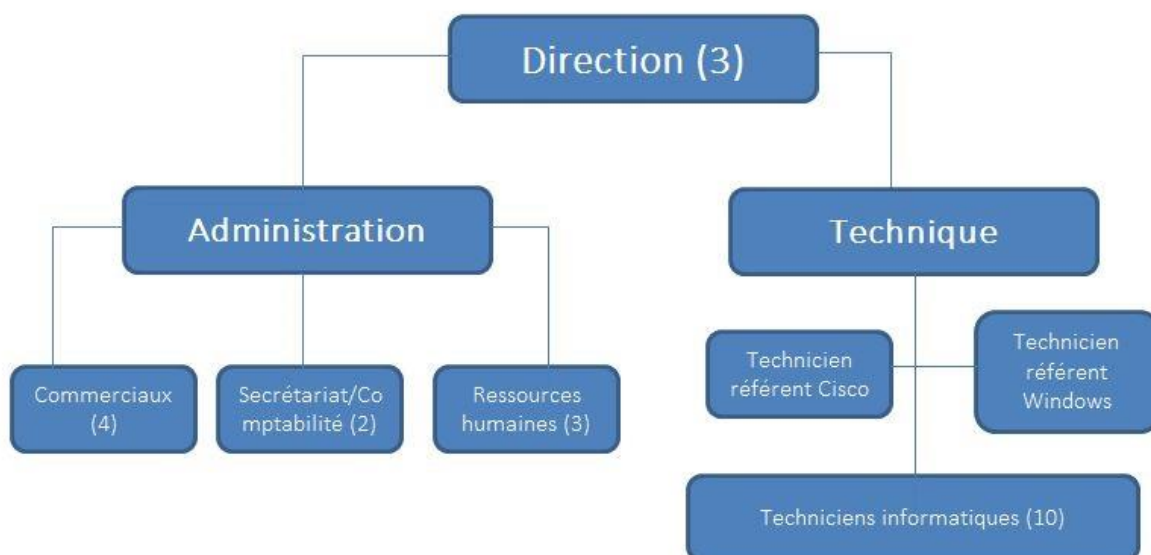 Direction (3)
Administration
Technique
Commerciaux
(4)
Secrétariat/Co
mptabilité (2)
Ressources
humaines (3)
Technicien
référent Cisco
Technicien
référent
Windows
Techniciens informatiques (10)